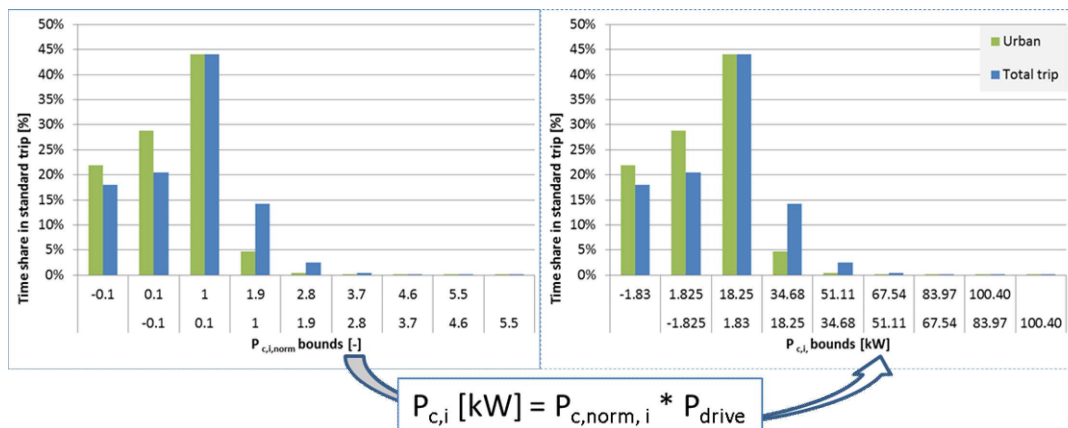 50%
45%
40%
35%
30%
25%
20%
15%
10%
5%
0%
Time share in standard trip [%]
-0.1 0.1 1 1.9 2.8 3.7 4.6 5.5
-0.1 0.1 1 1.9 2.8 3.7 4.6 5.5
P c,i,norm bounds [-]
50%
45%
40%
35%
30%
25%
20%
15%
10%
5%
0%
Time share in standard trip [%]
Urban
Total trip
-1.83 1.825 18.25 34.68 51.11 67.54 83.97 100.40
-1.825 1.83 18.25 34.68 51.11 67.54 83.97 100.40
P c,i, bounds [kW]
Pc,i [kW] = Pc,norm, i * Pdrive